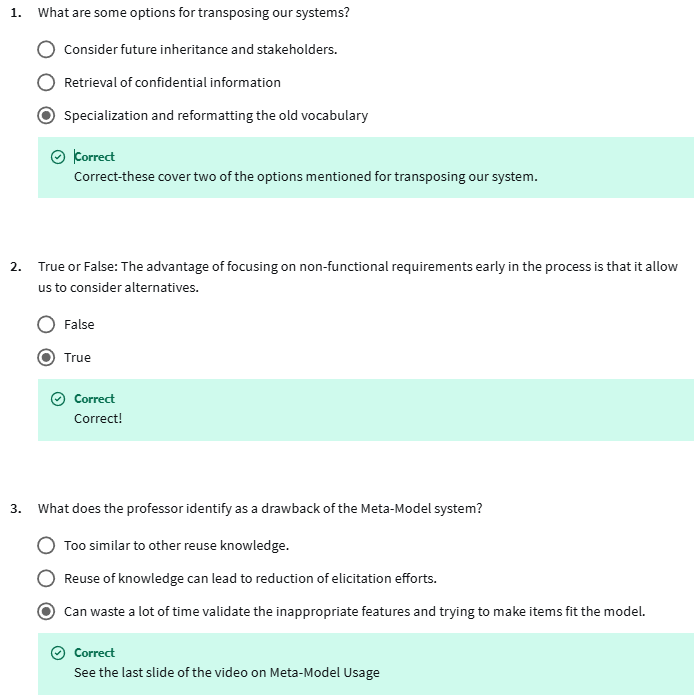 1. What are some options for transposing our systems?
Consider future inheritance and stakeholders.
Retrieval of confidential information
Specialization and reformatting the old vocabulary
Correct
Correct-these cover two of the options mentioned for transposing our system.
2. True or False: The advantage of focusing on non-functional requirements early in the process is that it allow
us to consider alternatives.
False
True
Correct
Correct!
3. What does the professor identify as a drawback of the Meta-Model system?
Too similar to other reuse knowledge.
Reuse of knowledge can lead to reduction of elicitation efforts.
Can waste a lot of time validate the inappropriate features and trying to make items fit the model.
Correct
See the last slide of the video on Meta-Model Usage